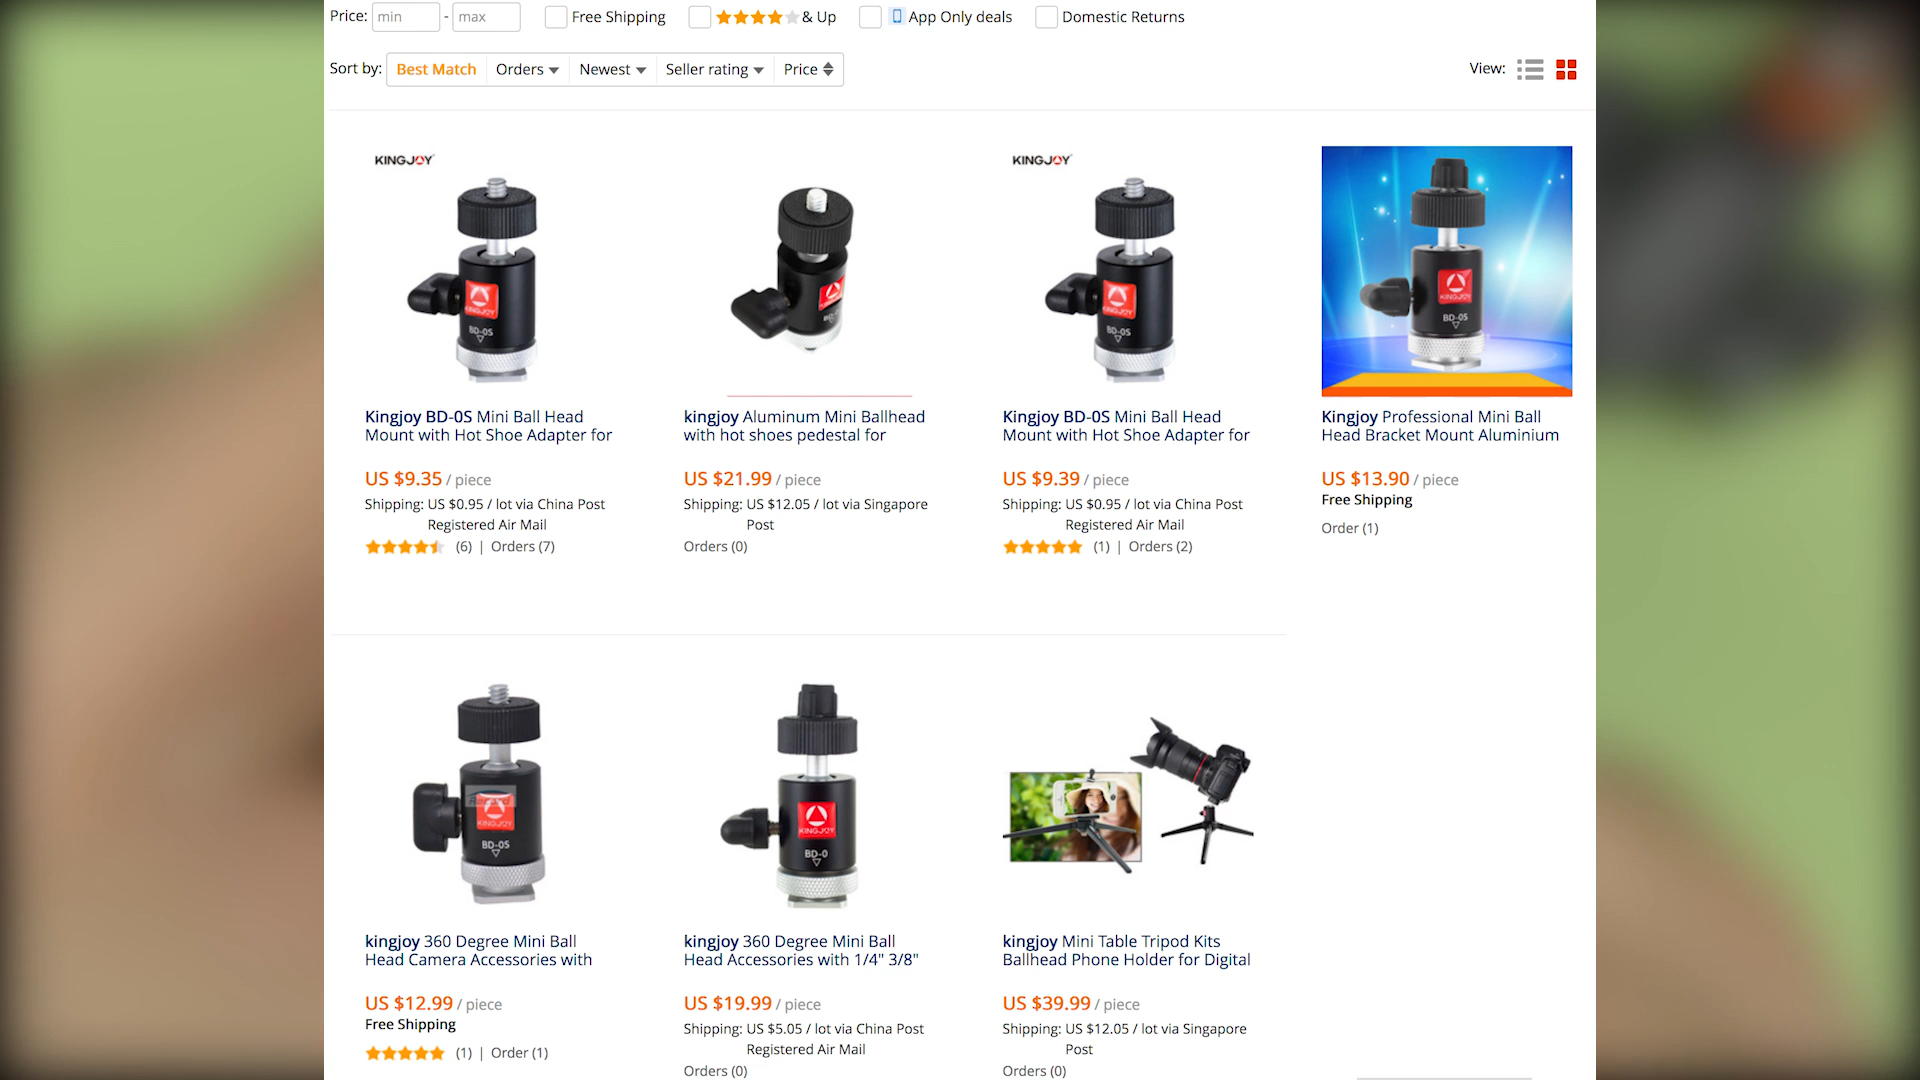 Price: min - max Free Shipping & Up App Only deals Domestic Returns
Sort by: Best Match Orders Newest Seller rating Price View:
KINGJOY
KINGJOY
BD-0S
KINGJOY
KINGJOY
KINGJOY
BD-0S
KINGJOY
BD-0S
Kingjoy BD-0S Mini Ball Head
Mount with Hot Shoe Adapter for
US $9.35 / piece
Shipping: US $0.95 / lot via China Post
Registered Air Mail
(6) | Orders (7)
kingjoy Aluminum Mini Ballhead
with hot shoes pedestal for
US $21.99 / piece
Shipping: US $12.05 / lot via Singapore
Post
Orders (0)
Kingjoy BD-0S Mini Ball Head
Mount with Hot Shoe Adapter for
US $9.39 / piece
Shipping: US $0.95 / lot via China Post
Registered Air Mail
(1) | Orders (2)
Kingjoy Professional Mini Ball
Head Bracket Mount Aluminium
US $13.90 / piece
Free Shipping
Order (1)
KINGJOY
BD-0S
KINGJOY
BD-0
kingjoy 360 Degree Mini Ball
Head Camera Accessories with
US $12.99 / piece
Free Shipping
(1) | Order (1)
kingjoy 360 Degree Mini Ball
Head Accessories with 1/4" 3/8"
US $19.99 / piece
Shipping: US $5.05 / lot via China Post
Registered Air Mail
Orders (0)
kingjoy Mini Table Tripod Kits
Ballhead Phone Holder for Digital
US $39.99 / piece
Shipping: US $12.05 / lot via Singapore
Post
Orders (0)